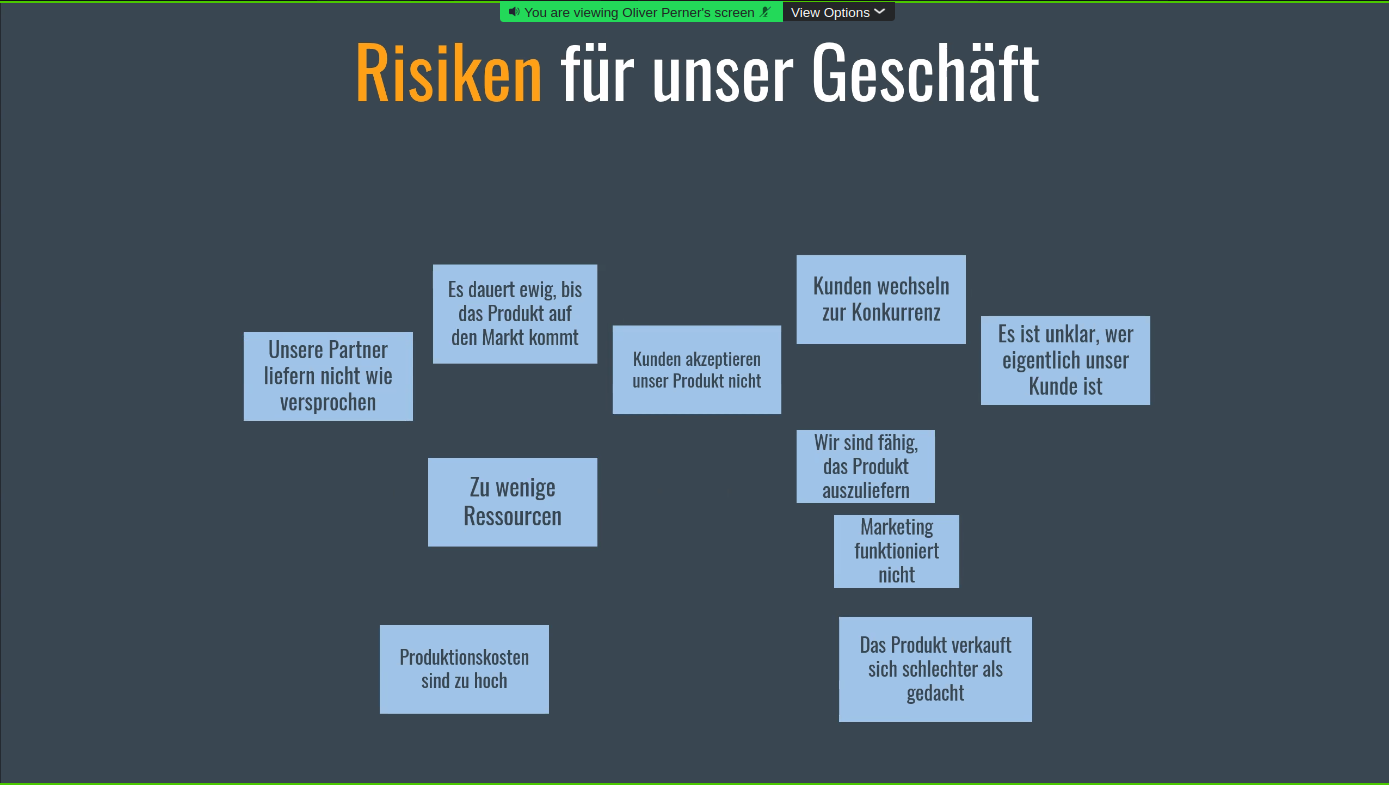 You are viewing Oliver Perner's screen
View Options
Risiken für unser Geschäft
Unsere Partner
liefern nicht wie
versprochen
Es dauert ewig, bis
das Produkt auf
den Markt kommt
Kunden akzeptieren
unser Produkt nicht
Kunden wechseln
zur Konkurrenz
Es ist unklar, wer
eigentlich unser
Kunde ist
Zu wenige
Ressourcen
Wir sind fähig,
das Produkt
auszuliefern
Marketing
funktioniert
nicht
Produktionskosten
sind zu hoch
Das Produkt verkauft
sich schlechter als
gedacht